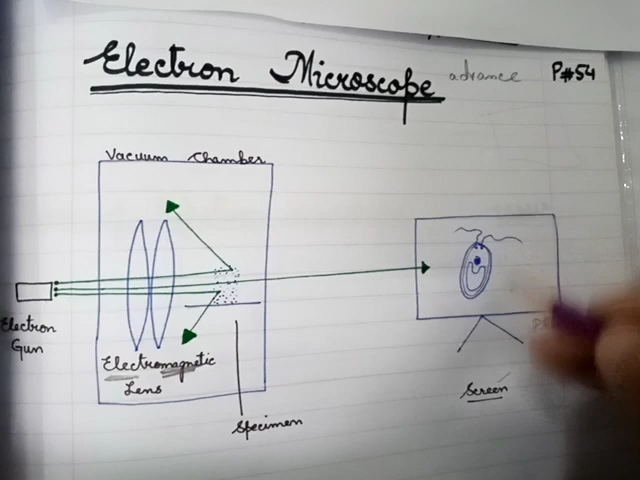 Electron Microscope advance P#54
Vacuum Chamber
Electron
Gun
Electromagnetic
Lens
Specimen
Screen